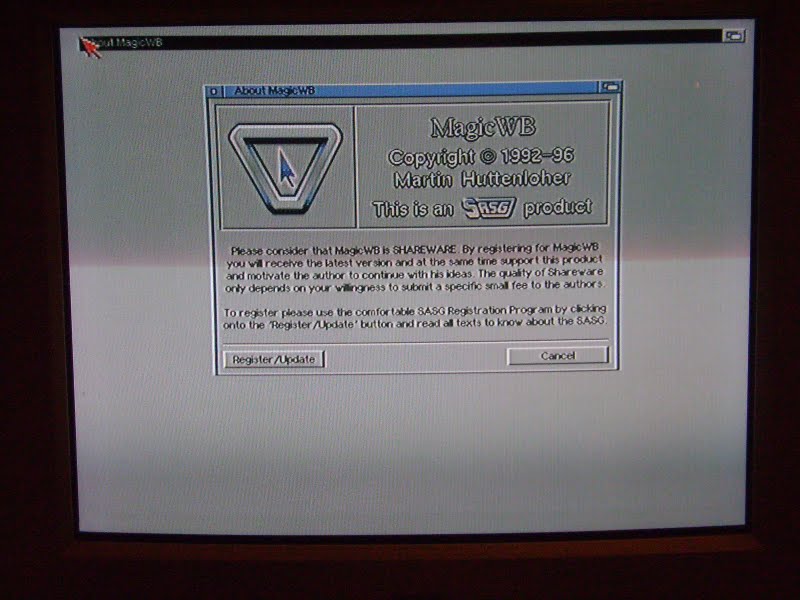 About MagicWB
About MagicWB
MagicWB
Copyright © 1992-96
Martin Huttenloher
This is an SASG product
Please consider that MagicWB is SHAREWARE. By registering for MagicWB
you will receive the latest version and at the same time support this product
and motivate the author to continue with his ideas. The quality of Shareware
only depends on your willingness to submit a specific small fee to the authors.
To register please use the comfortable SASG Registration Program by clicking
onto the 'Register/Update' button and read all texts to know about the SASG.
Register/Update
Cancel